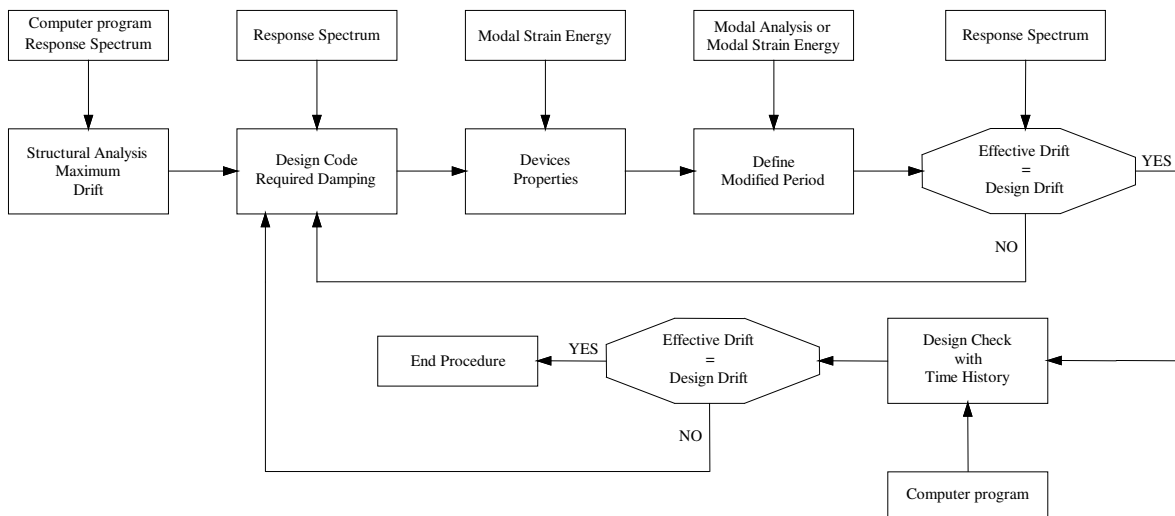 Computer program
Response Spectrum
Response Spectrum
Modal Strain Energy
Modal Analysis or
Modal Strain Energy
Response Spectrum
Structural Analysis
Maximum
Drift
Design Code
Required Damping
Devices
Properties
Define
Modified Period
Effective Drift
=
Design Drift
YES
NO
End Procedure
YES
Effective Drift
=
Design Drift
Design Check
with
Time History
NO
Computer program